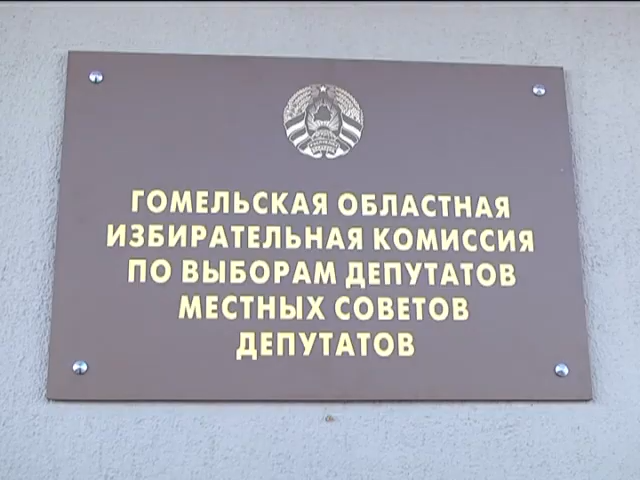 ГОМЕЛЬСКАЯ ОБЛАСТНАЯ
ИЗБИРАТЕЛЬНАЯ КОМИССИЯ
ПО ВЫБОРАМ ДЕПУТАТОВ
МЕСТНЫХ СОВЕТОВ
ДЕПУТАТОВ